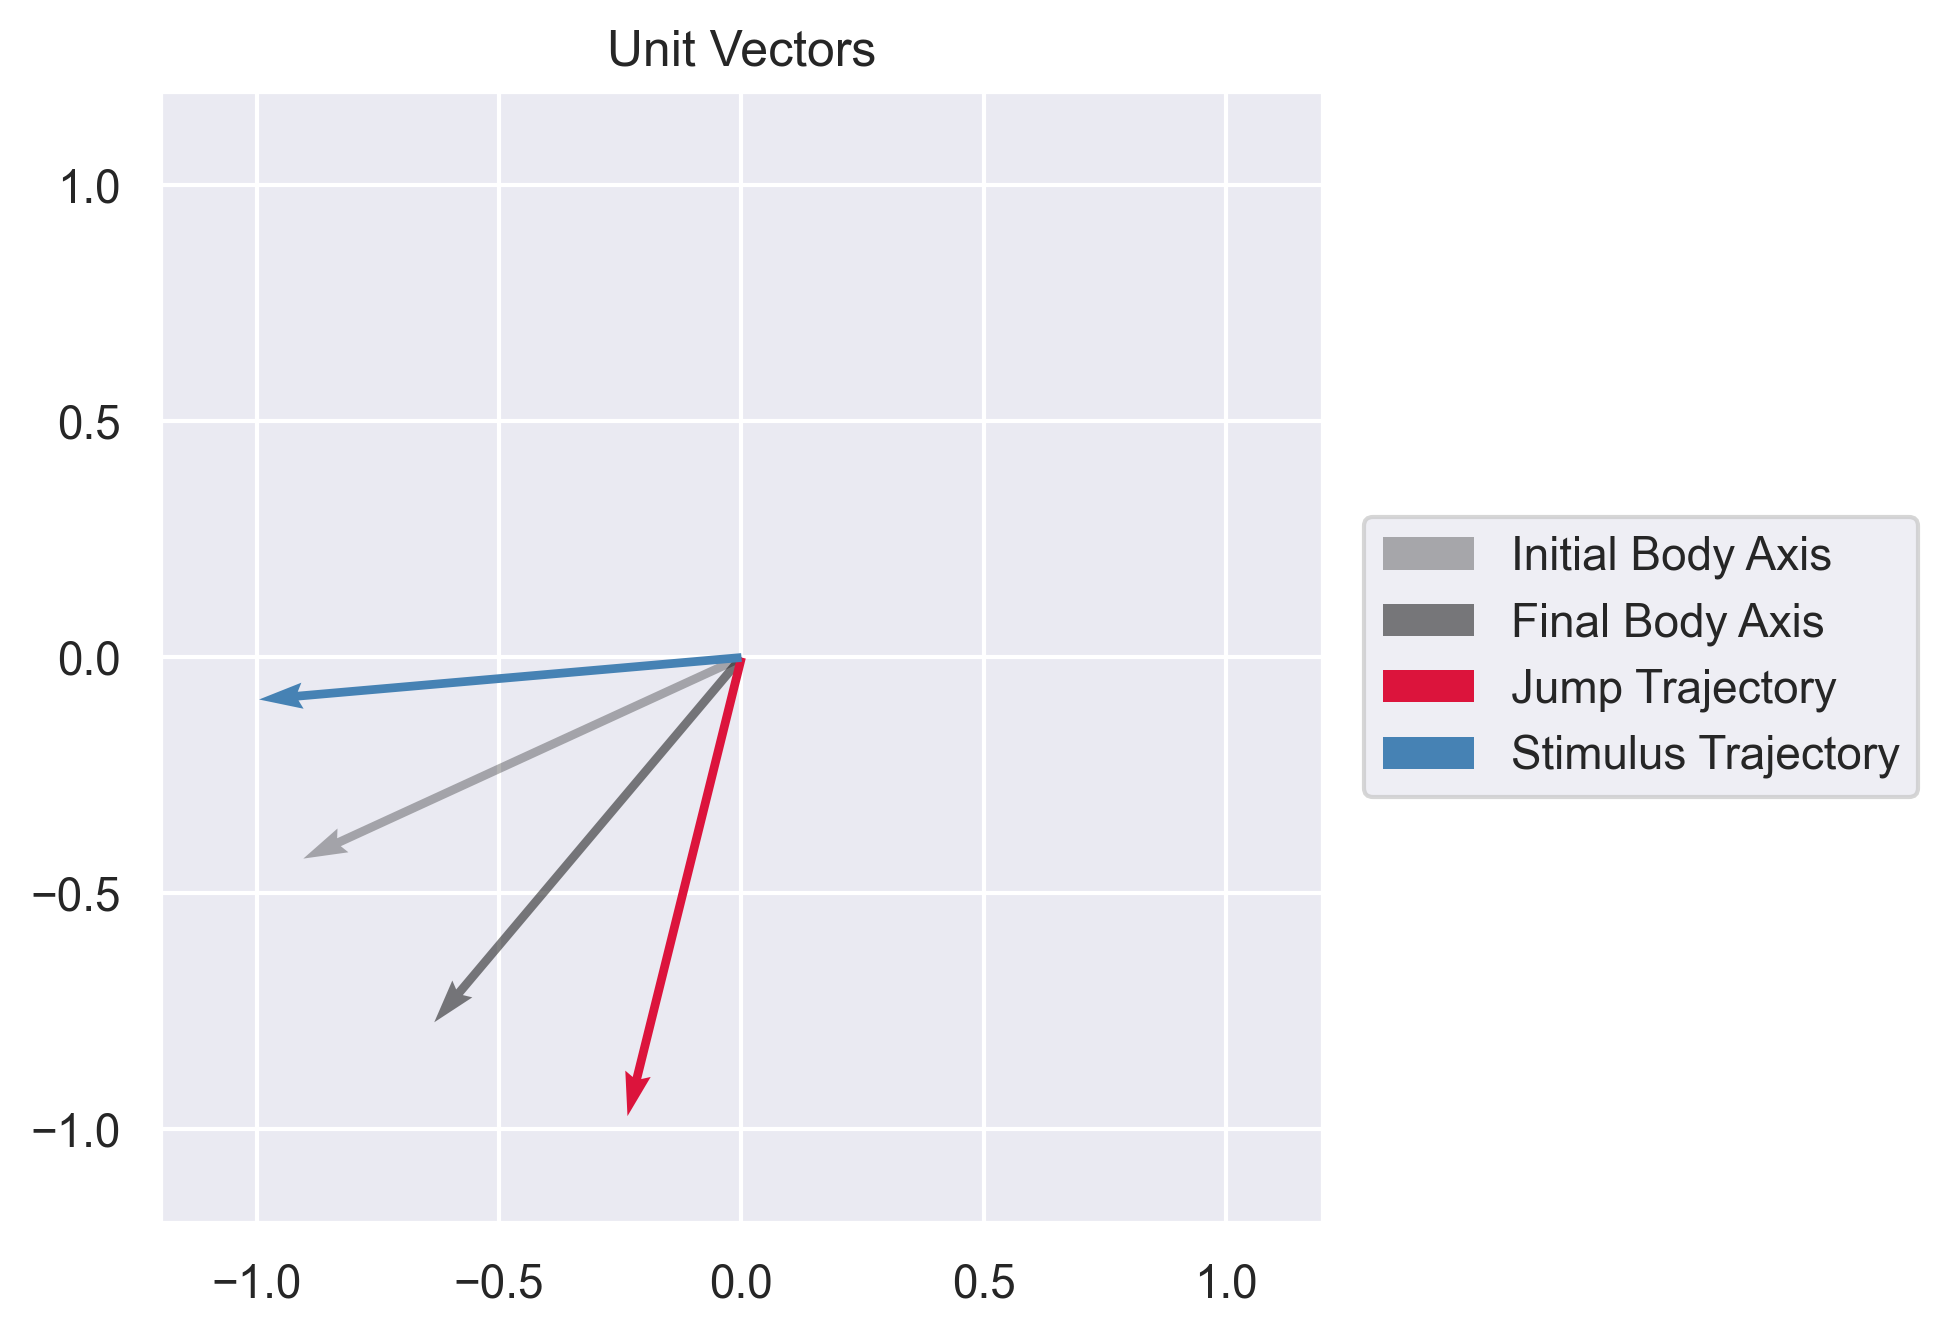 Unit Vectors
1.0
0.5
0.0
−0.5
−1.0
−1.0 −0.5 0.0 0.5 1.0
Initial Body Axis
Final Body Axis
Jump Trajectory
Stimulus Trajectory